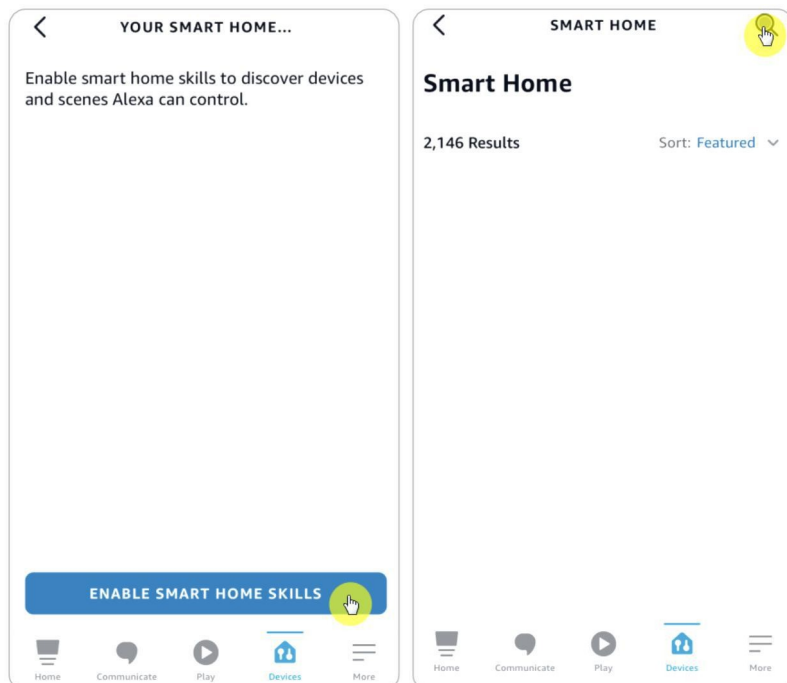 YOUR SMART HOME...
Enable smart home skills to discover devices
and scenes Alexa can control.
ENABLE SMART HOME SKILLS
Home Communicate Play Devices More
SMART HOME
Smart Home
2,146 Results Sort: Featured
Home Communicate Play Devices More